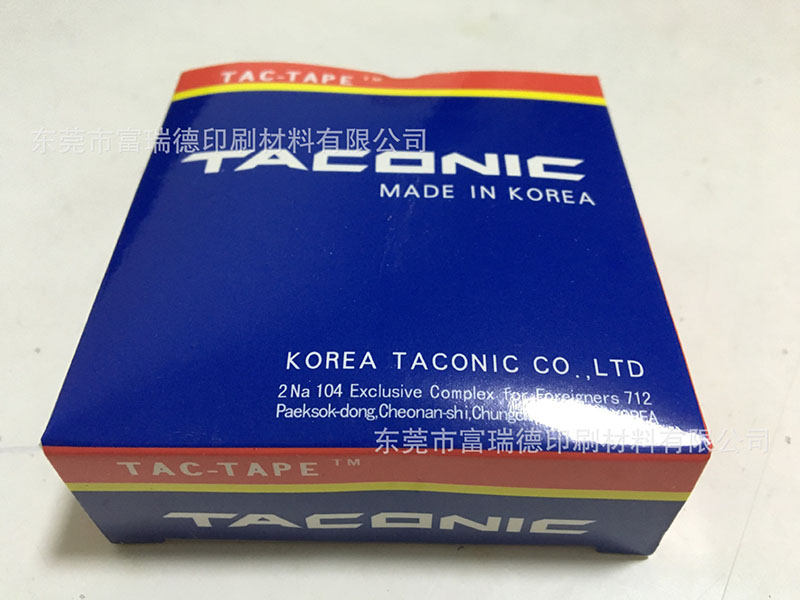 TAC-TAPE™
东莞市富瑞德印刷材料有限公司
TACONIC
MADE IN KOREA
KOREA TACONIC CO.,LTD
2Na 104 Exclusive Complex for Foreigners 712
Paeksok-dong,Cheonan-shi,
东莞市富瑞德印刷材料有限公司
TAC-TAPE™
TACONIC